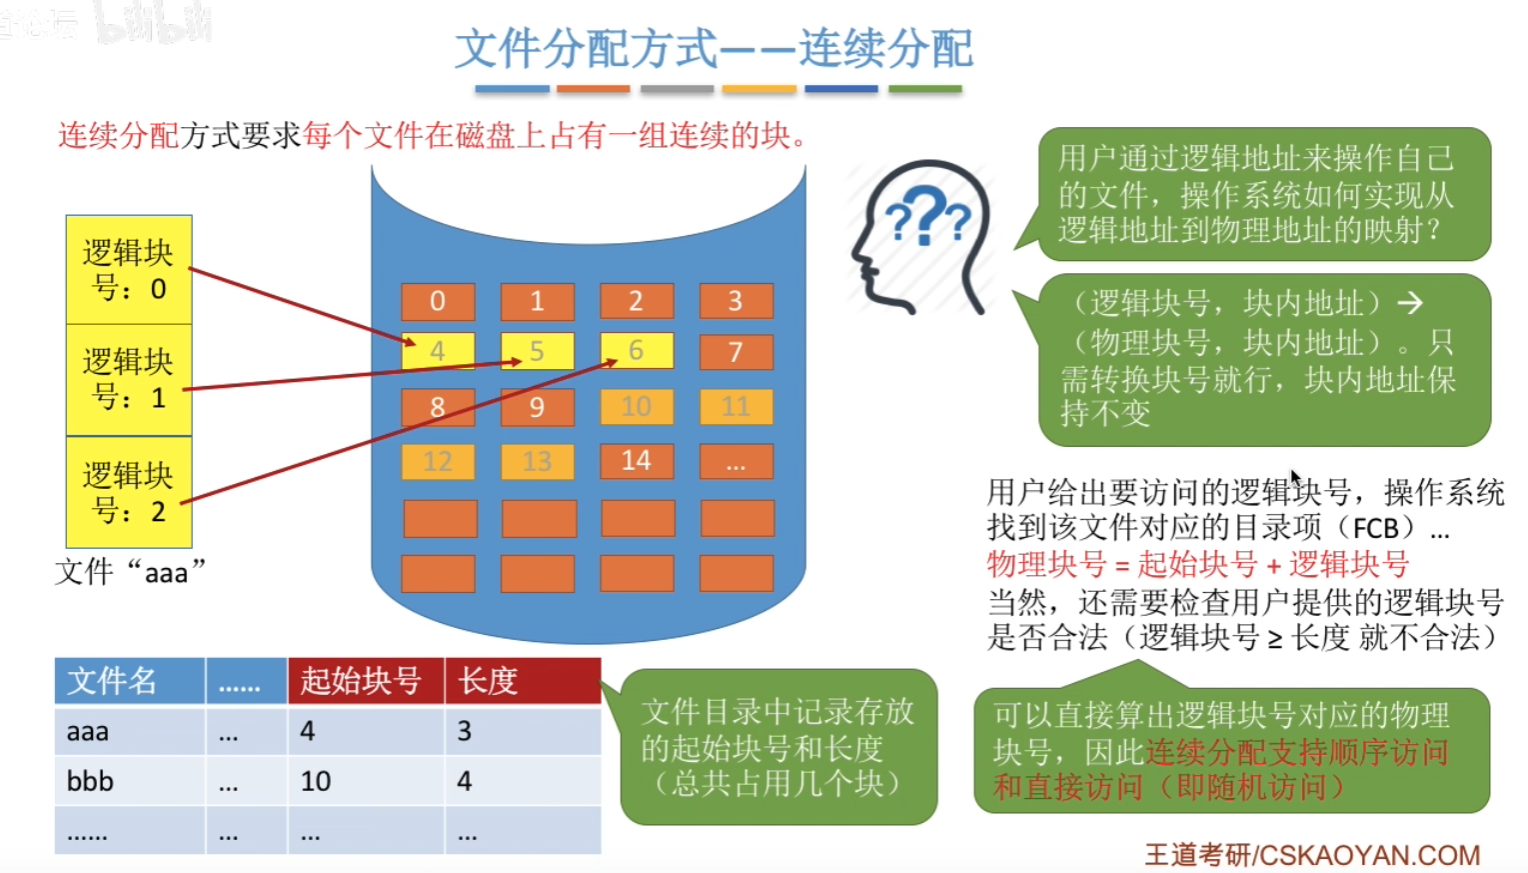 文件分配方式——连续分配
连续分配方式要求每个文件在磁盘上占有一组连续的块。
逻辑块
号：0
逻辑块
号：1
逻辑块
号：2
文件“aaa”
0 1 2 3
4 5 6 7
8 9 10 11
12 13 14 ...
???
用户通过逻辑地址来操作自己
的文件，操作系统如何实现从
逻辑地址到物理地址的映射？
（逻辑块号，块内地址）→
（物理块号，块内地址）。只
需转换块号就行，块内地址保
持不变
用户给出要访问的逻辑块号，操作系统
找到该文件对应的目录项（FCB）...
物理块号 = 起始块号 + 逻辑块号
当然，还需要检查用户提供的逻辑块号
是否合法（逻辑块号 ≥ 长度 就不合法）
可以直接算出逻辑块号对应的物理
块号，因此连续分配支持顺序访问
和直接访问（即随机访问）
文件名 …… 起始块号 长度
aaa ... 4 3
bbb ... 10 4
…… ... ... ...
文件目录中记录存放
的起始块号和长度
（总共占用几个块）
王道考研/CSKAOYAN.COM